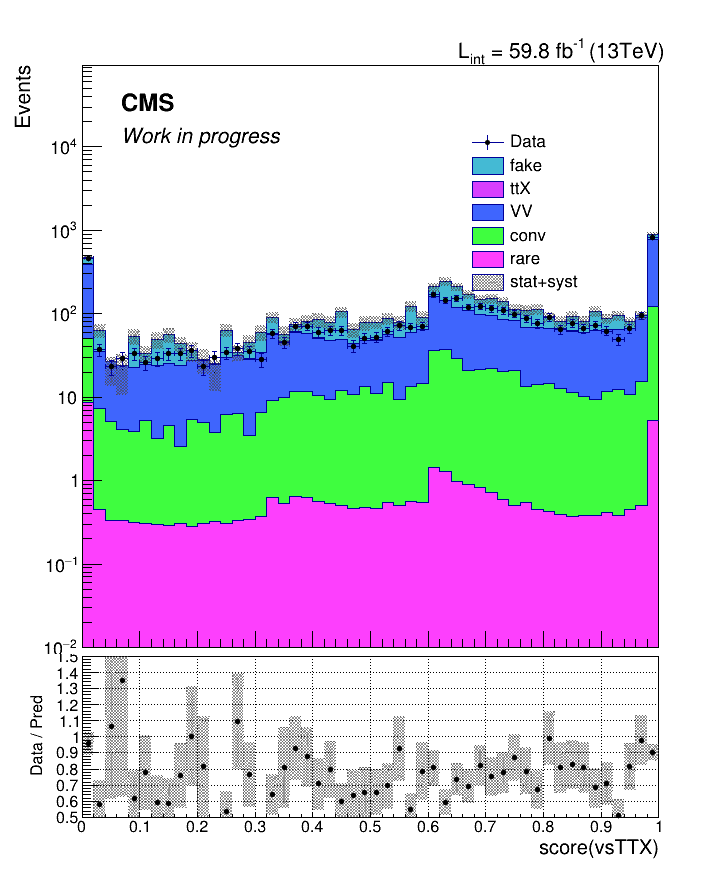 L_int = 59.8 fb^-1 (13TeV)
Events
CMS
Work in progress
Data
fake
ttX
VV
conv
rare
stat+syst
10^4
10^3
10^2
10
1
10^−1
10^−2
Data / Pred
1.5
1.4
1.3
1.2
1.1
1
0.9
0.8
0.7
0.6
0.5
0 0.1 0.2 0.3 0.4 0.5 0.6 0.7 0.8 0.9 1
score(vsTTX)